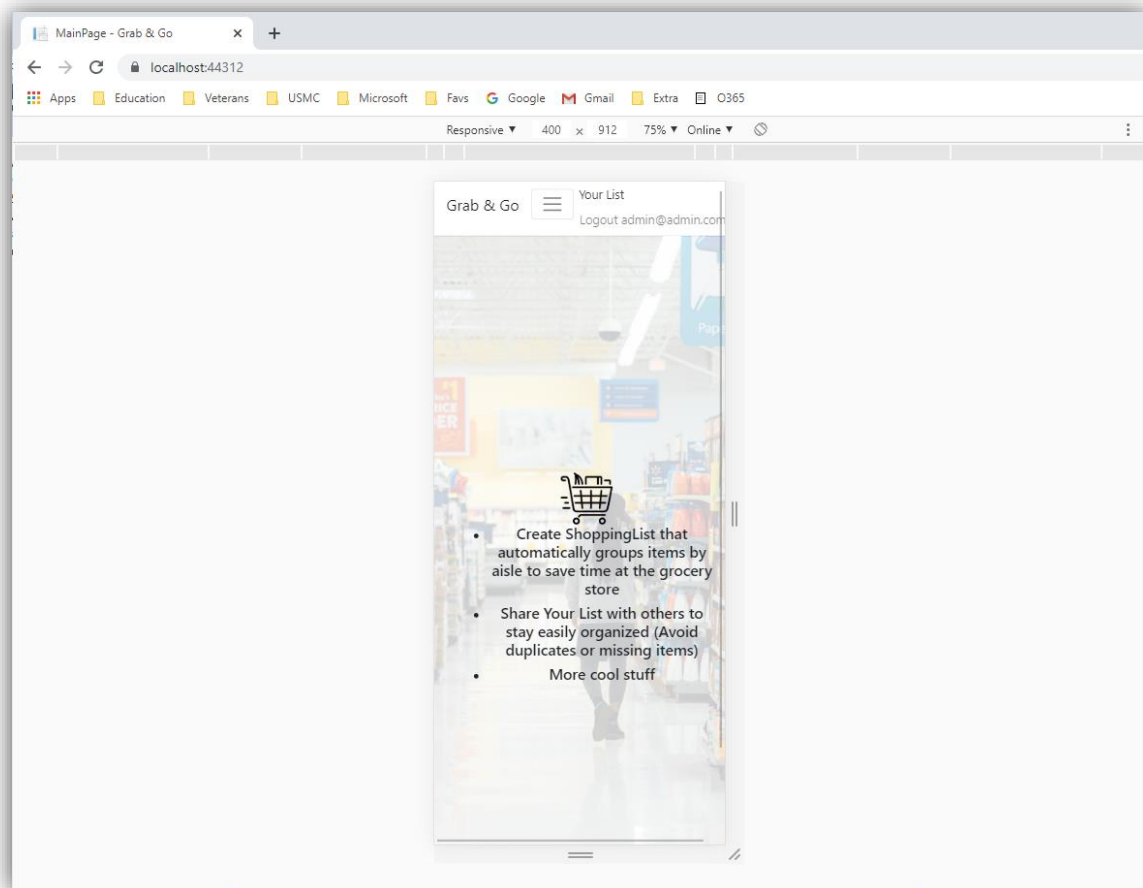 MainPage - Grab & Go
localhost:44312
Apps Education Veterans USMC Microsoft Favs Google Gmail Extra O365
Responsive 400 x 912 75% Online
Grab & Go
Your List
Logout admin@admin.com
#1
Create ShoppingList that
automatically groups items by
aisle to save time at the grocery
store
Share Your List with others to
stay easily organized (Avoid
duplicates or missing items)
More cool stuff